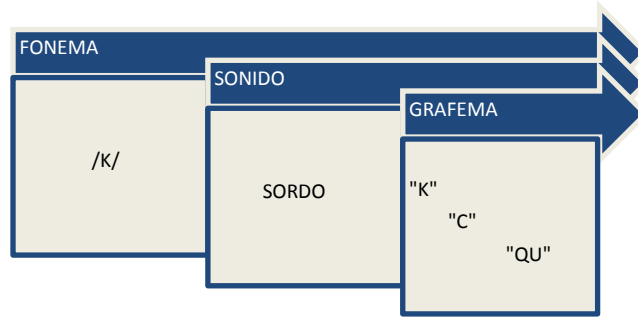 FONEMA
/K/
SONIDO
SORDO
GRAFEMA
"K"
"C"
"QU"